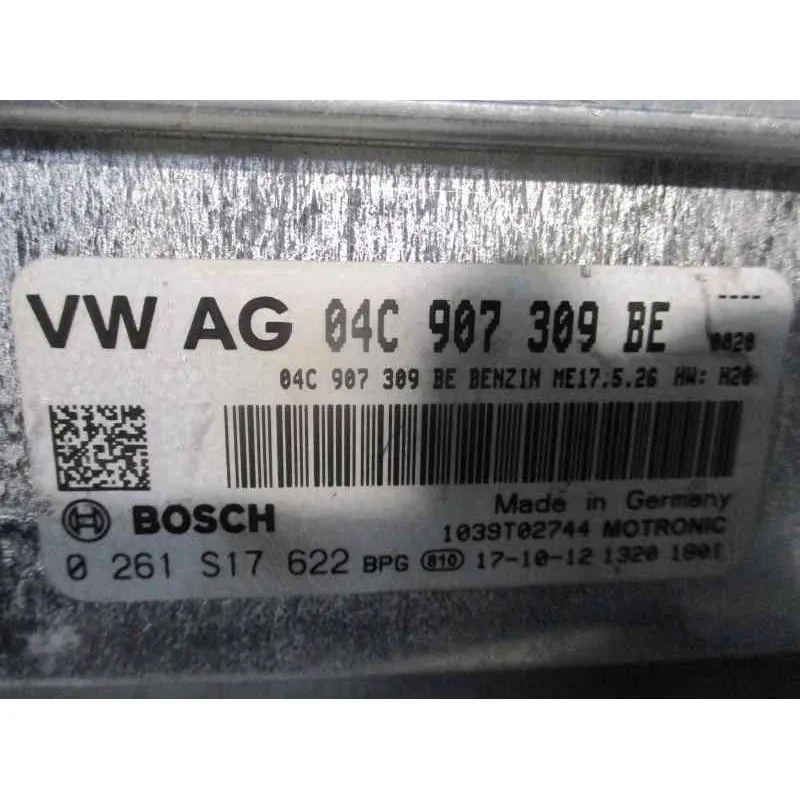 VW AG 04C 907 309 BE ----
0020
04C 907 309 BE BENZIN ME17.5.26 HW: H20
Made in Germany
BOSCH 1039T02744 MOTRONIC
0 261 S17 622 BPG 810 17-10-12 1320 1801